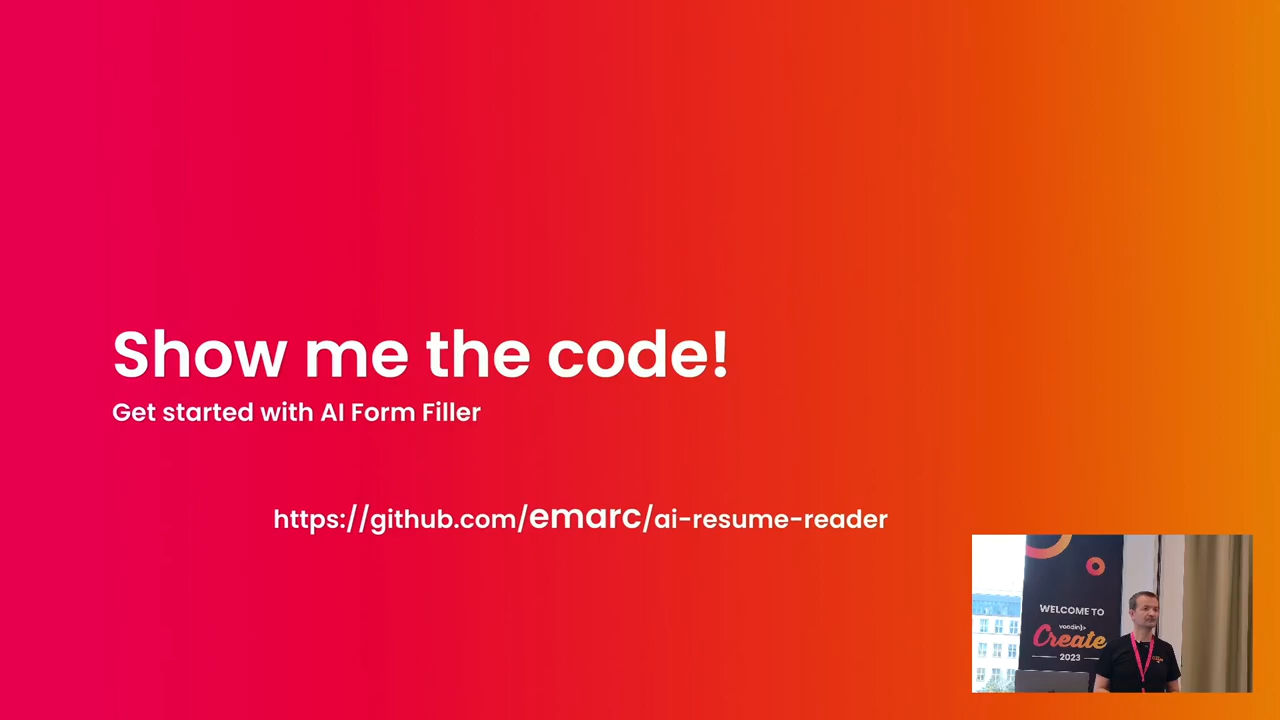 Show me the code!
Get started with AI Form Filler
https://github.com/emarc/ai-resume-reader
WELCOME TO
vaadin}>
Create
2023